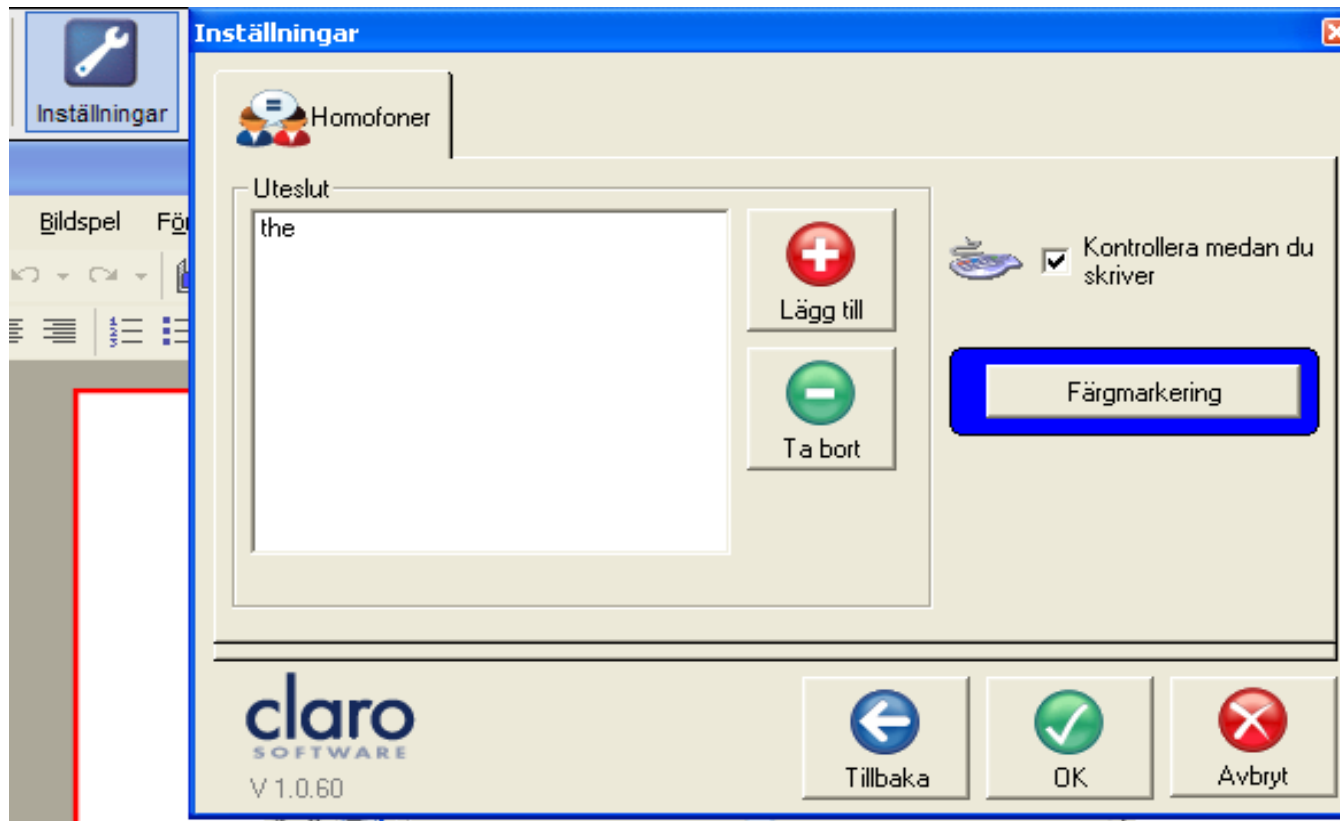 Inställningar
Inställningar
Homofoner
Bildspel
Uteslut
the
Lägg till
Ta bort
Kontrollera medan du
skriver
Färgmarkering
claro
SOFTWARE
V 1.0.60
Tillbaka
OK
Avbryt